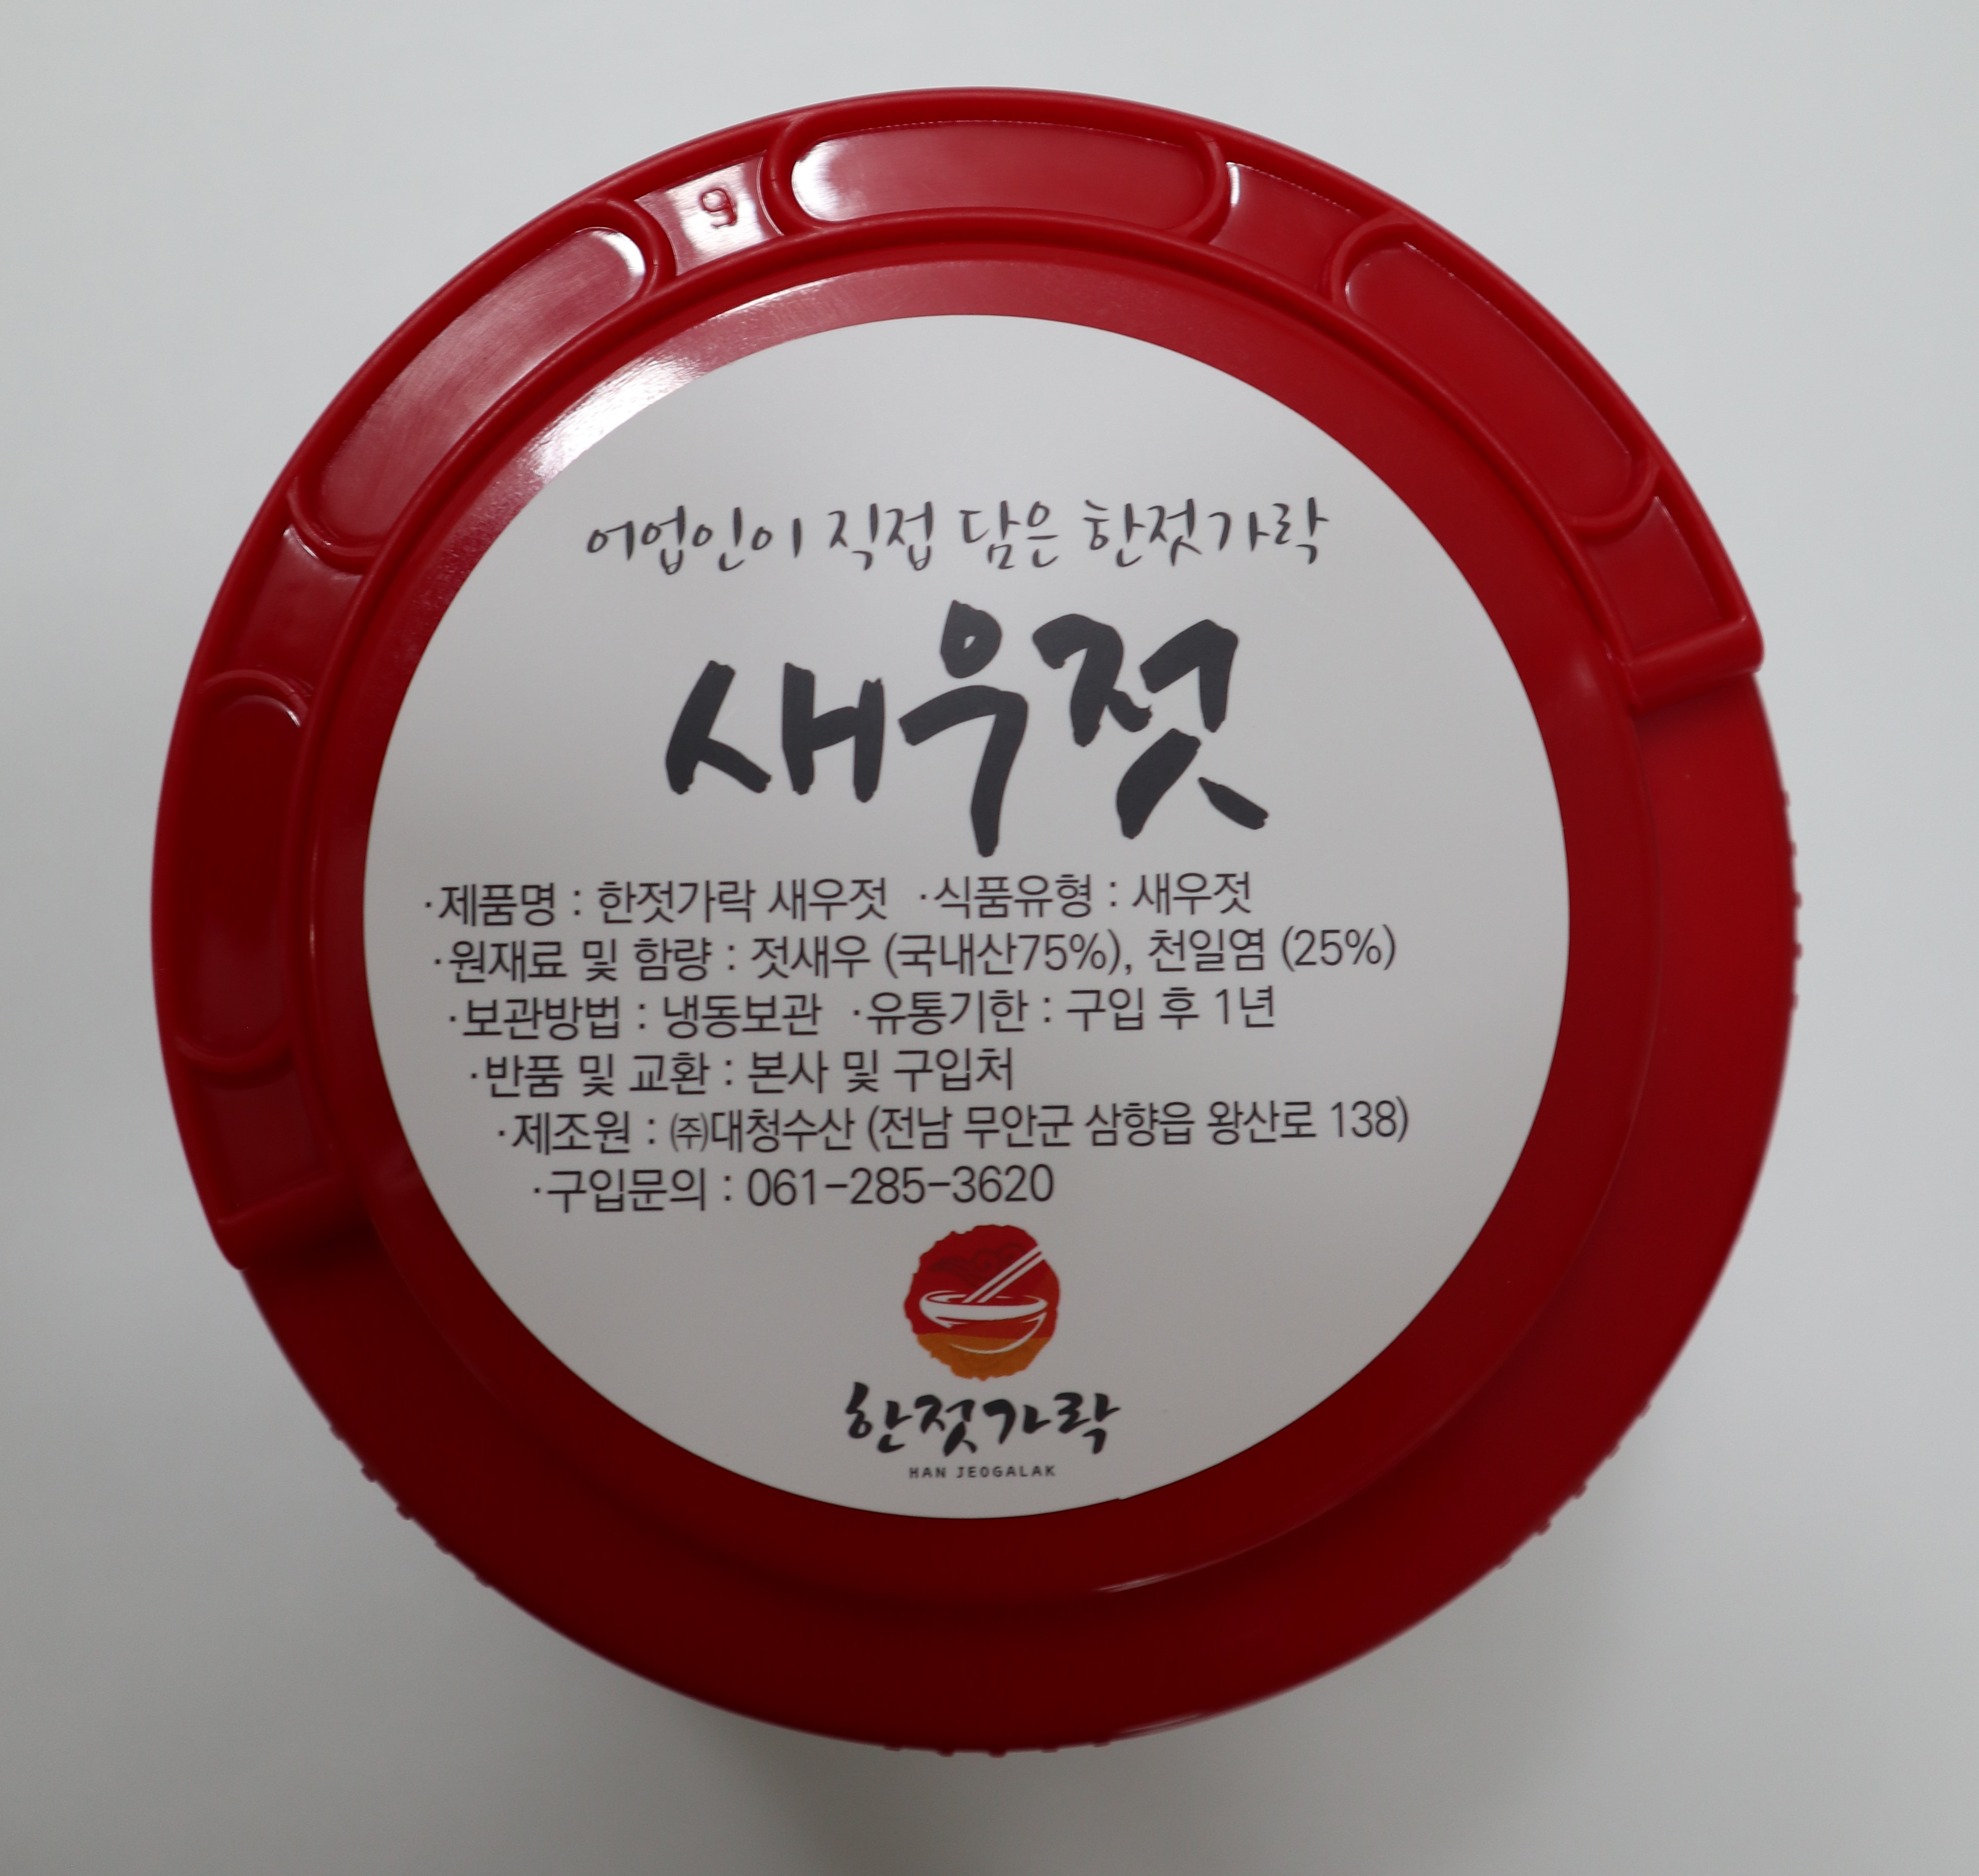 어업인이 직접 담은 한젓가락
새우젓
·제품명 : 한젓가락 새우젓 ·식품유형 : 새우젓
·원재료 및 함량 : 젓새우 (국내산75%), 천일염 (25%)
·보관방법 : 냉동보관 ·유통기한 : 구입 후 1년
·반품 및 교환 : 본사 및 구입처
·제조원 : ㈜대청수산 (전남 무안군 삼향읍 왕산로 138)
·구입문의 : 061-285-3620
한젓가락
HAN JEOGALAK